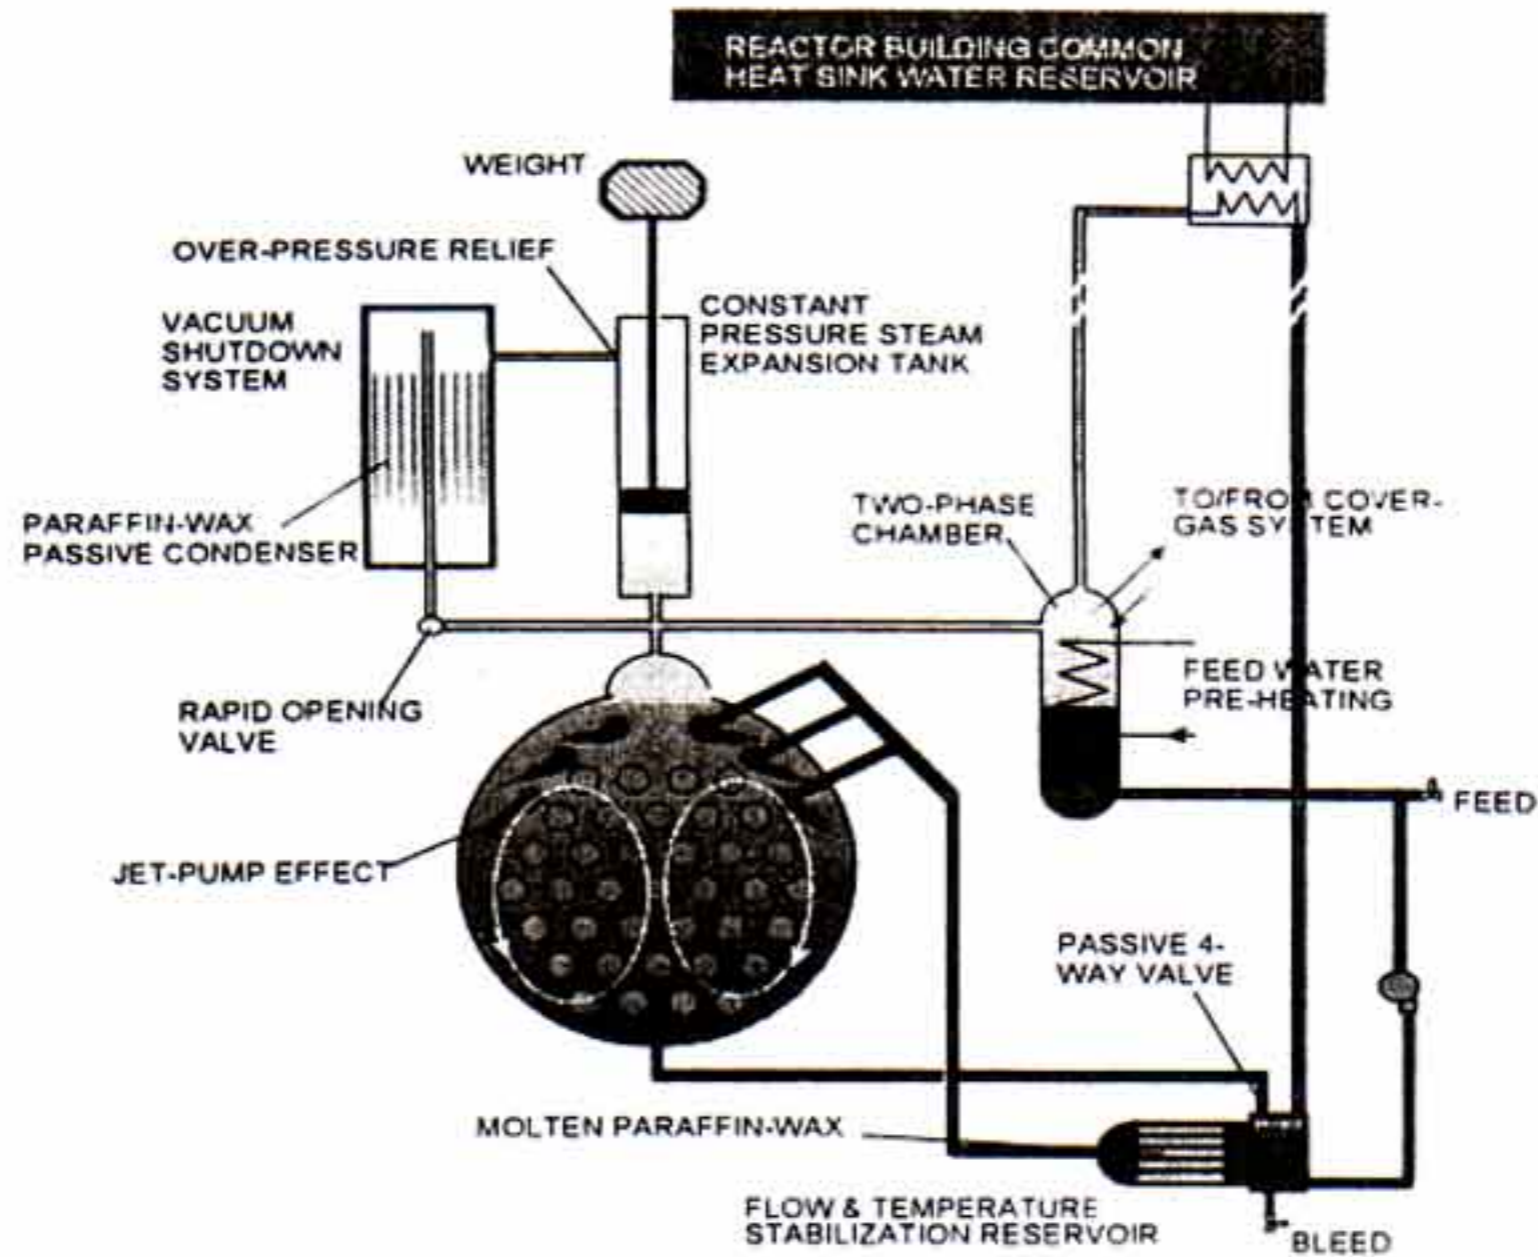 REACTOR BUILDING COMMON
HEAT SINK WATER RESERVOIR
WEIGHT
OVER-PRESSURE RELIEF
VACUUM
SHUTDOWN
SYSTEM
CONSTANT
PRESSURE STEAM
EXPANSION TANK
PARAFFIN-WAX
PASSIVE CONDENSER
TWO-PHASE
CHAMBER
TO/FROM COVER-
GAS SYSTEM
RAPID OPENING
VALVE
FEED WATER
PRE-HEATING
FEED
JET-PUMP EFFECT
PASSIVE 4-
WAY VALVE
MOLTEN PARAFFIN-WAX
FLOW & TEMPERATURE
STABILIZATION RESERVOIR
BLEED